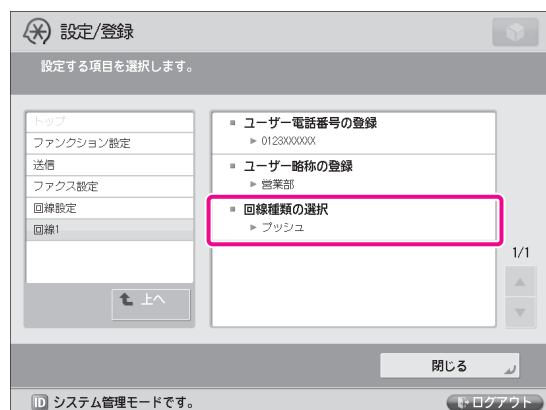 設定/登録
設定する項目を選択します。
トップ
ファンクション設定
送信
ファクス設定
回線設定
回線1
上へ
ユーザー電話番号の登録
0123XXXXXX
ユーザー略称の登録
営業部
回線種類の選択
プッシュ
1/1
閉じる
ID システム管理モードです。
ログアウト